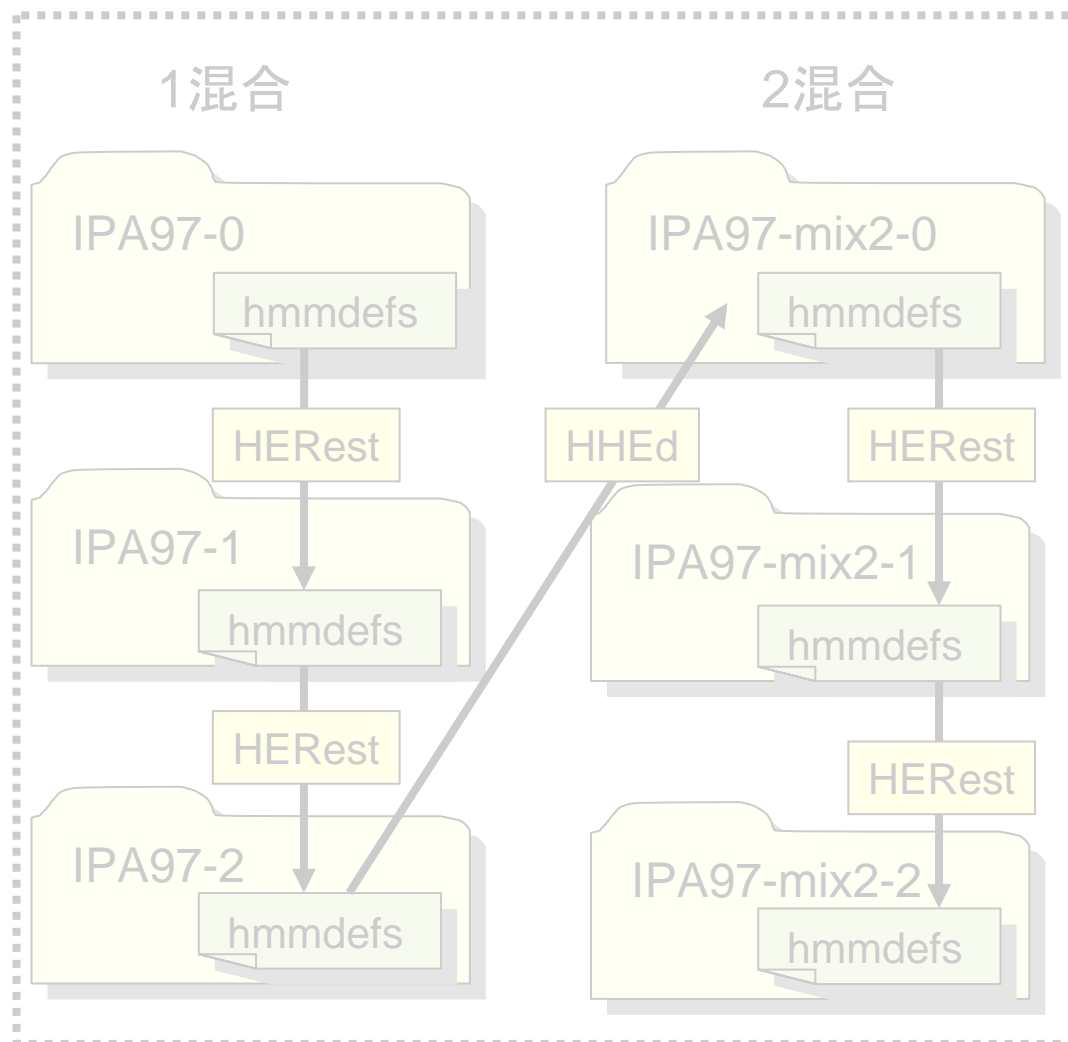 1混合
IPA97-0
hmmdefs
HERest
IPA97-1
hmmdefs
HERest
IPA97-2
hmmdefs
HHEd
2混合
IPA97-mix2-0
hmmdefs
HERest
IPA97-mix2-1
hmmdefs
HERest
IPA97-mix2-2
hmmdefs